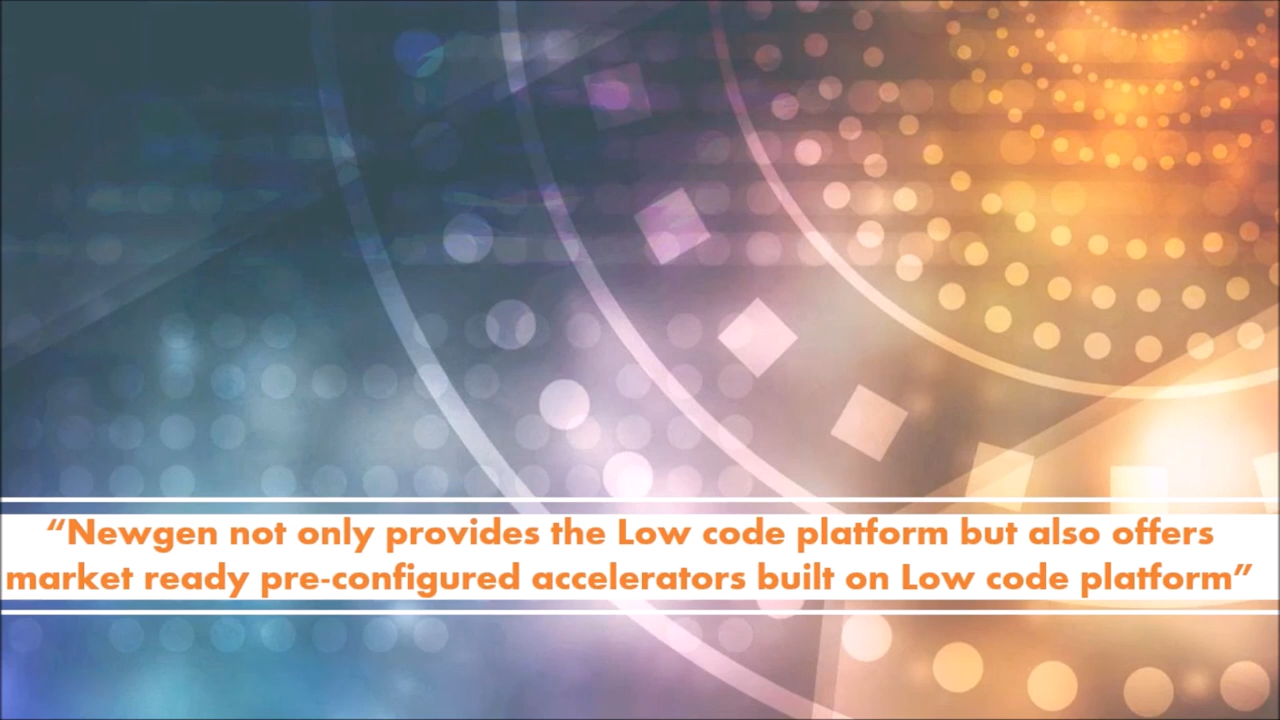 “Newgen not only provides the Low code platform but also offers
market ready pre-configured accelerators built on Low code platform”